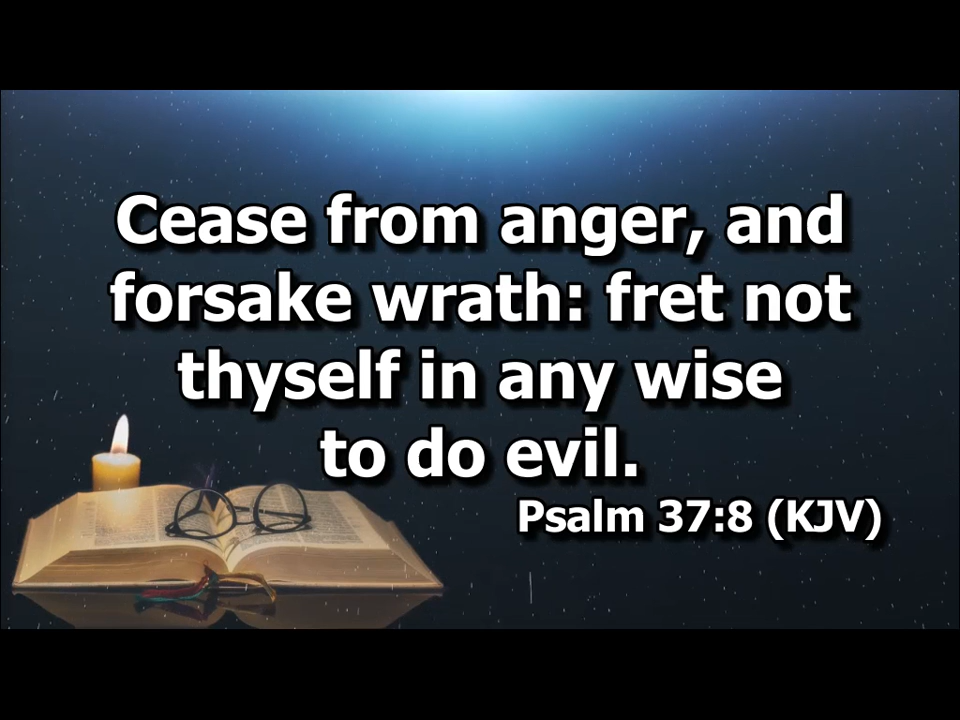 Cease from anger, and
forsake wrath: fret not
thyself in any wise
to do evil.
Psalm 37:8 (KJV)